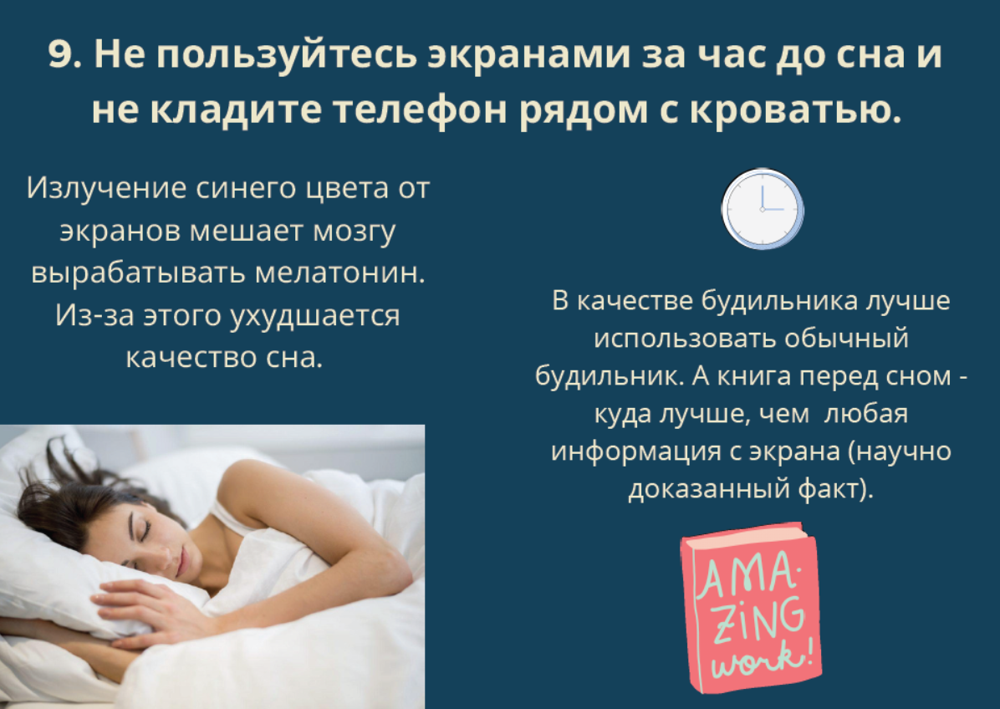 9. Не пользуйтесь экранами за час до сна и
не кладите телефон рядом с кроватью.
Излучение синего цвета от
экранов мешает мозгу
вырабатывать мелатонин.
Из-за этого ухудшается
качество сна.
В качестве будильника лучше
использовать обычный
будильник. А книга перед сном -
куда лучше, чем  любая
информация с экрана (научно
доказанный факт).
AMA-
ZiNG
work!